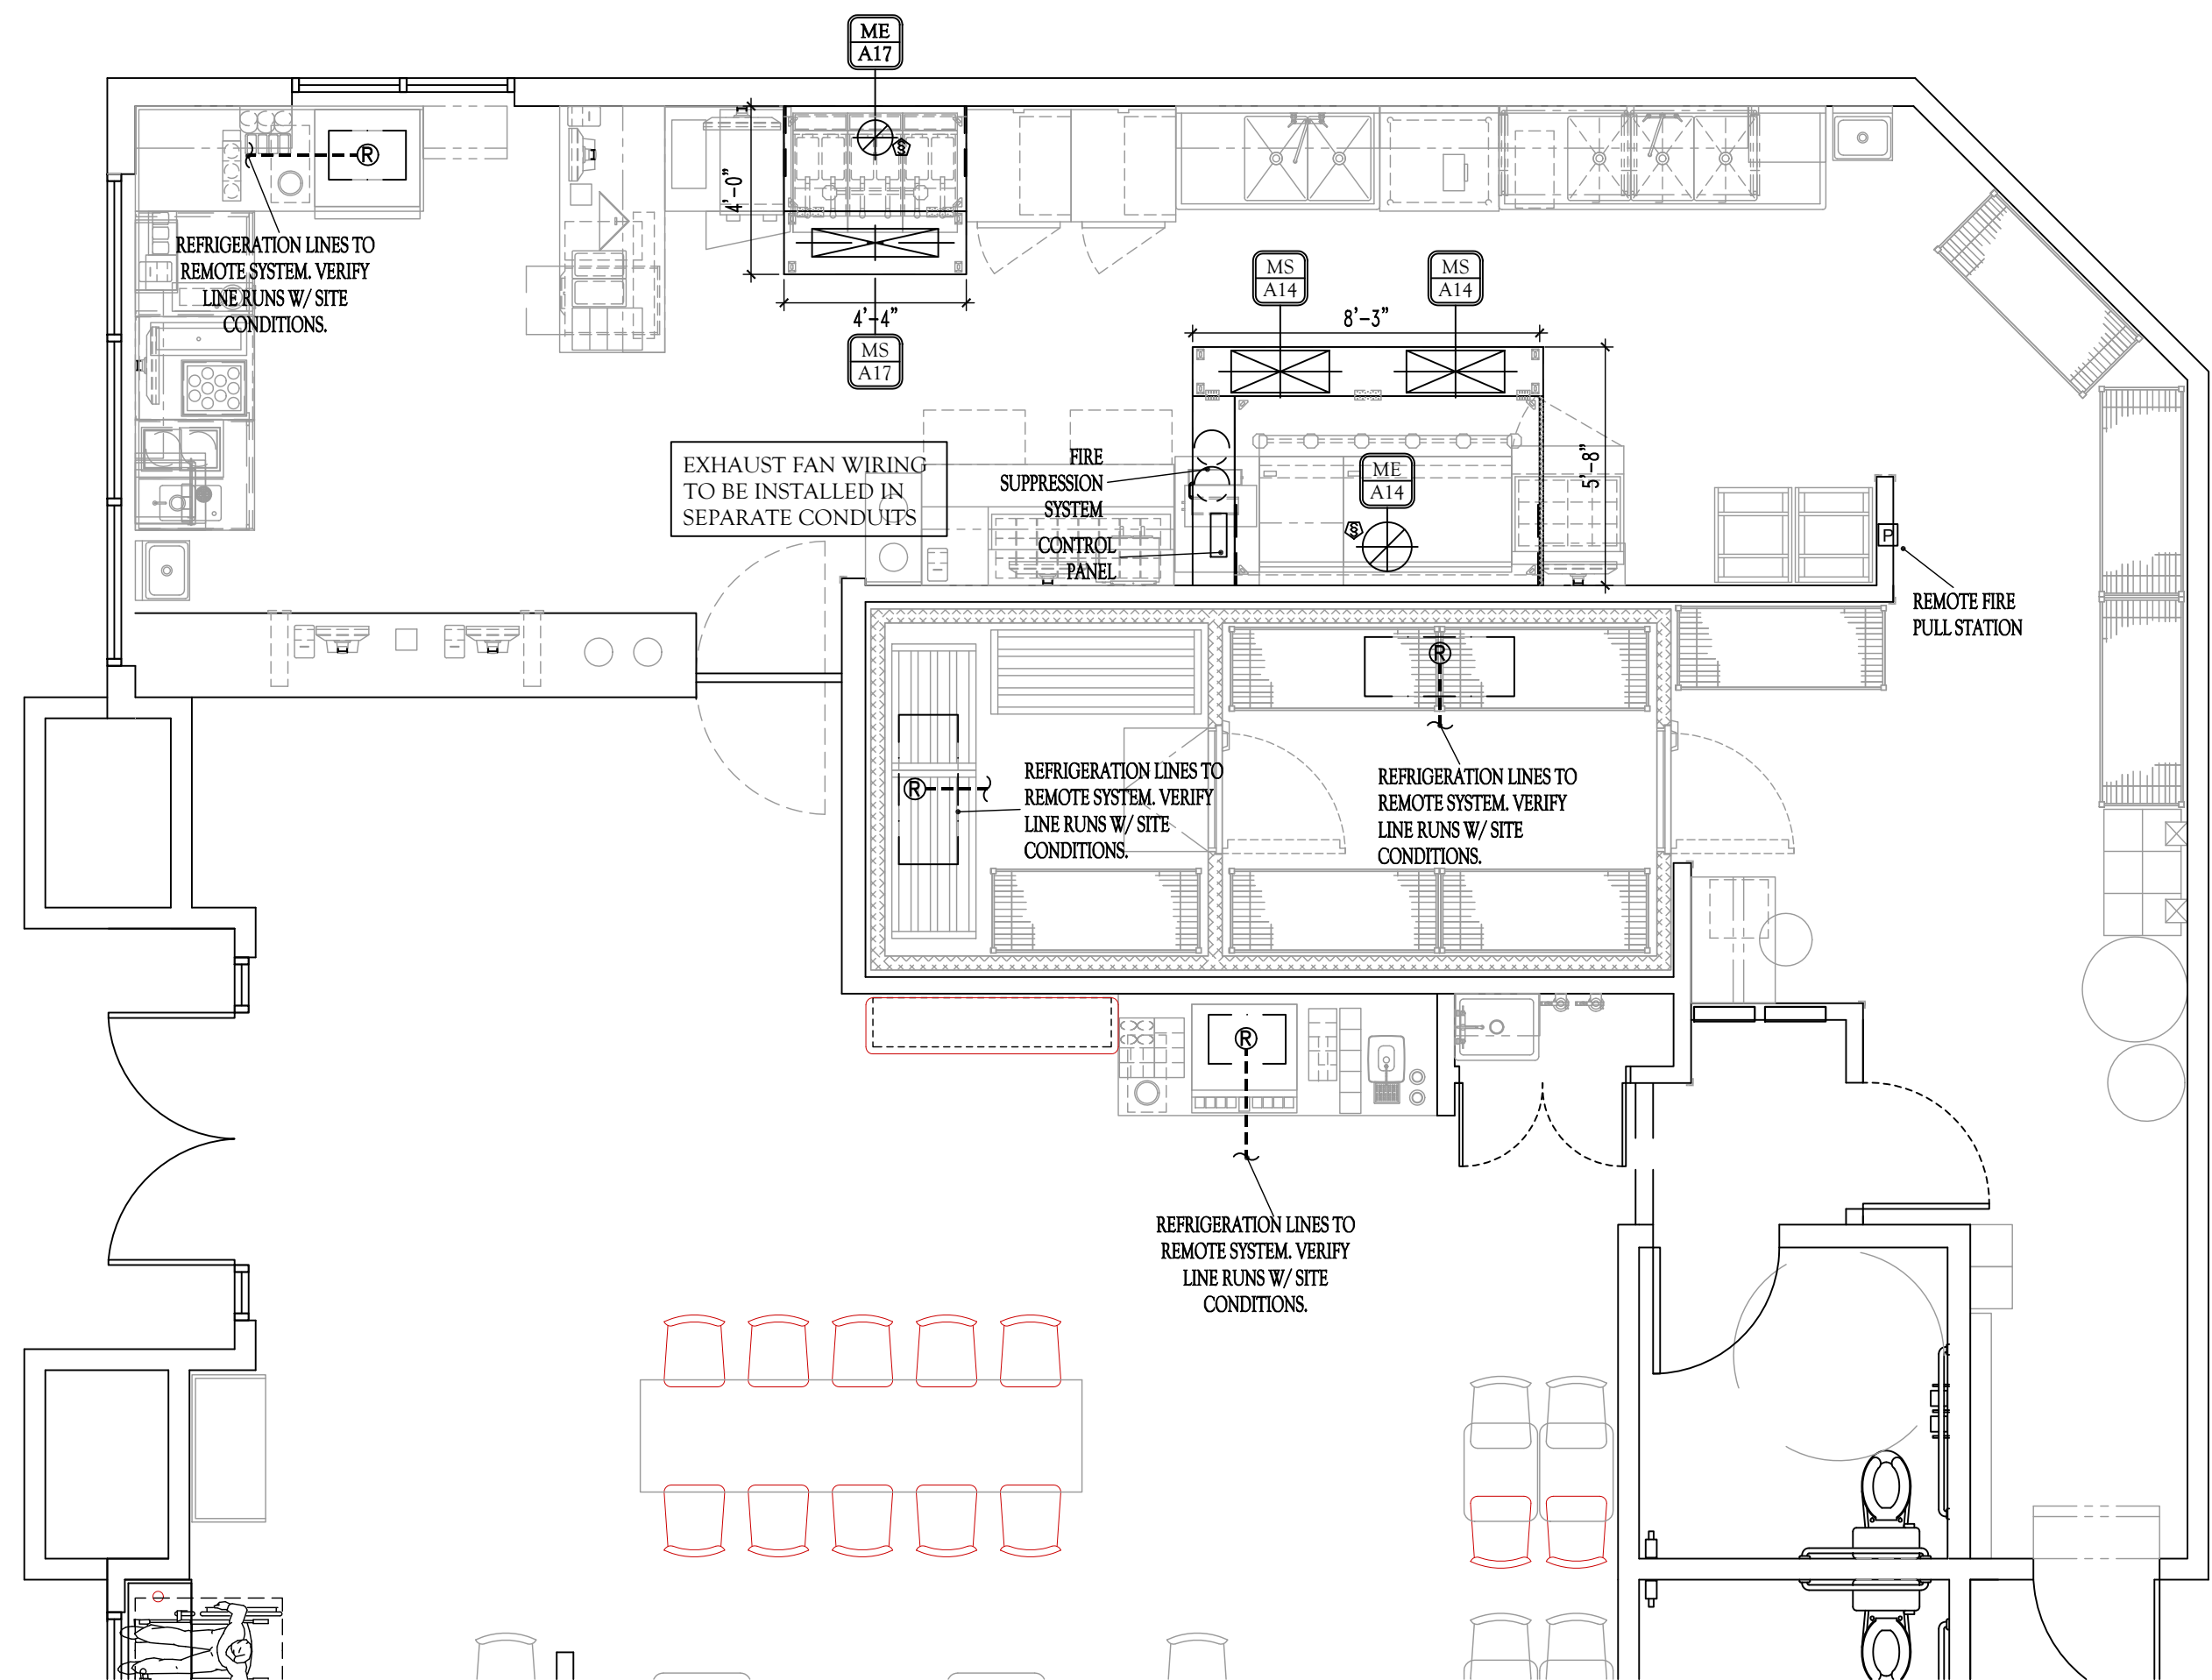 ME
A17
4'-0"
REFRIGERATION LINES TO
REMOTE SYSTEM. VERIFY
LINE RUNS W/ SITE
CONDITIONS.
4'-4"
MS
A17
MS
A14
MS
A14
8'-3"
5'-8"
EXHAUST FAN WIRING
TO BE INSTALLED IN
SEPARATE CONDUITS
FIRE
SUPPRESSION
SYSTEM
CONTROL
PANEL
ME
A14
P
REMOTE FIRE
PULL STATION
R
R
R
REFRIGERATION LINES TO
REMOTE SYSTEM. VERIFY
LINE RUNS W/ SITE
CONDITIONS.
REFRIGERATION LINES TO
REMOTE SYSTEM. VERIFY
LINE RUNS W/ SITE
CONDITIONS.
R
REFRIGERATION LINES TO
REMOTE SYSTEM. VERIFY
LINE RUNS W/ SITE
CONDITIONS.